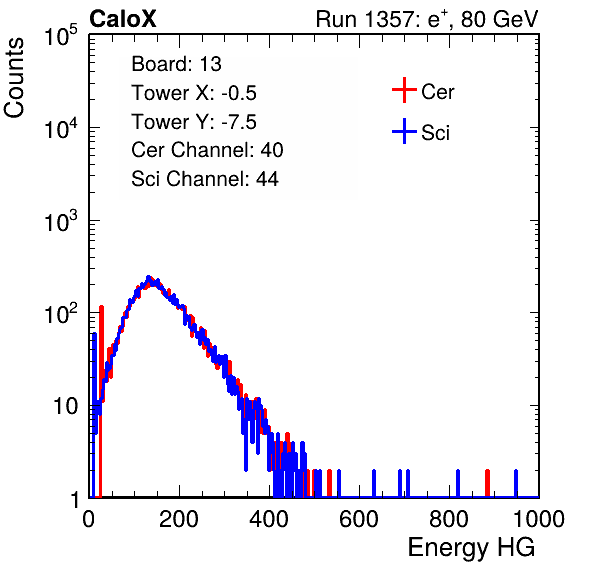 CaloX Run 1357: e⁺, 80 GeV
Counts
Board: 13
Tower X: -0.5
Tower Y: -7.5
Cer Channel: 40
Sci Channel: 44
Cer
Sci
10⁵
10⁴
10³
10²
10
1
0 200 400 600 800 1000
Energy HG